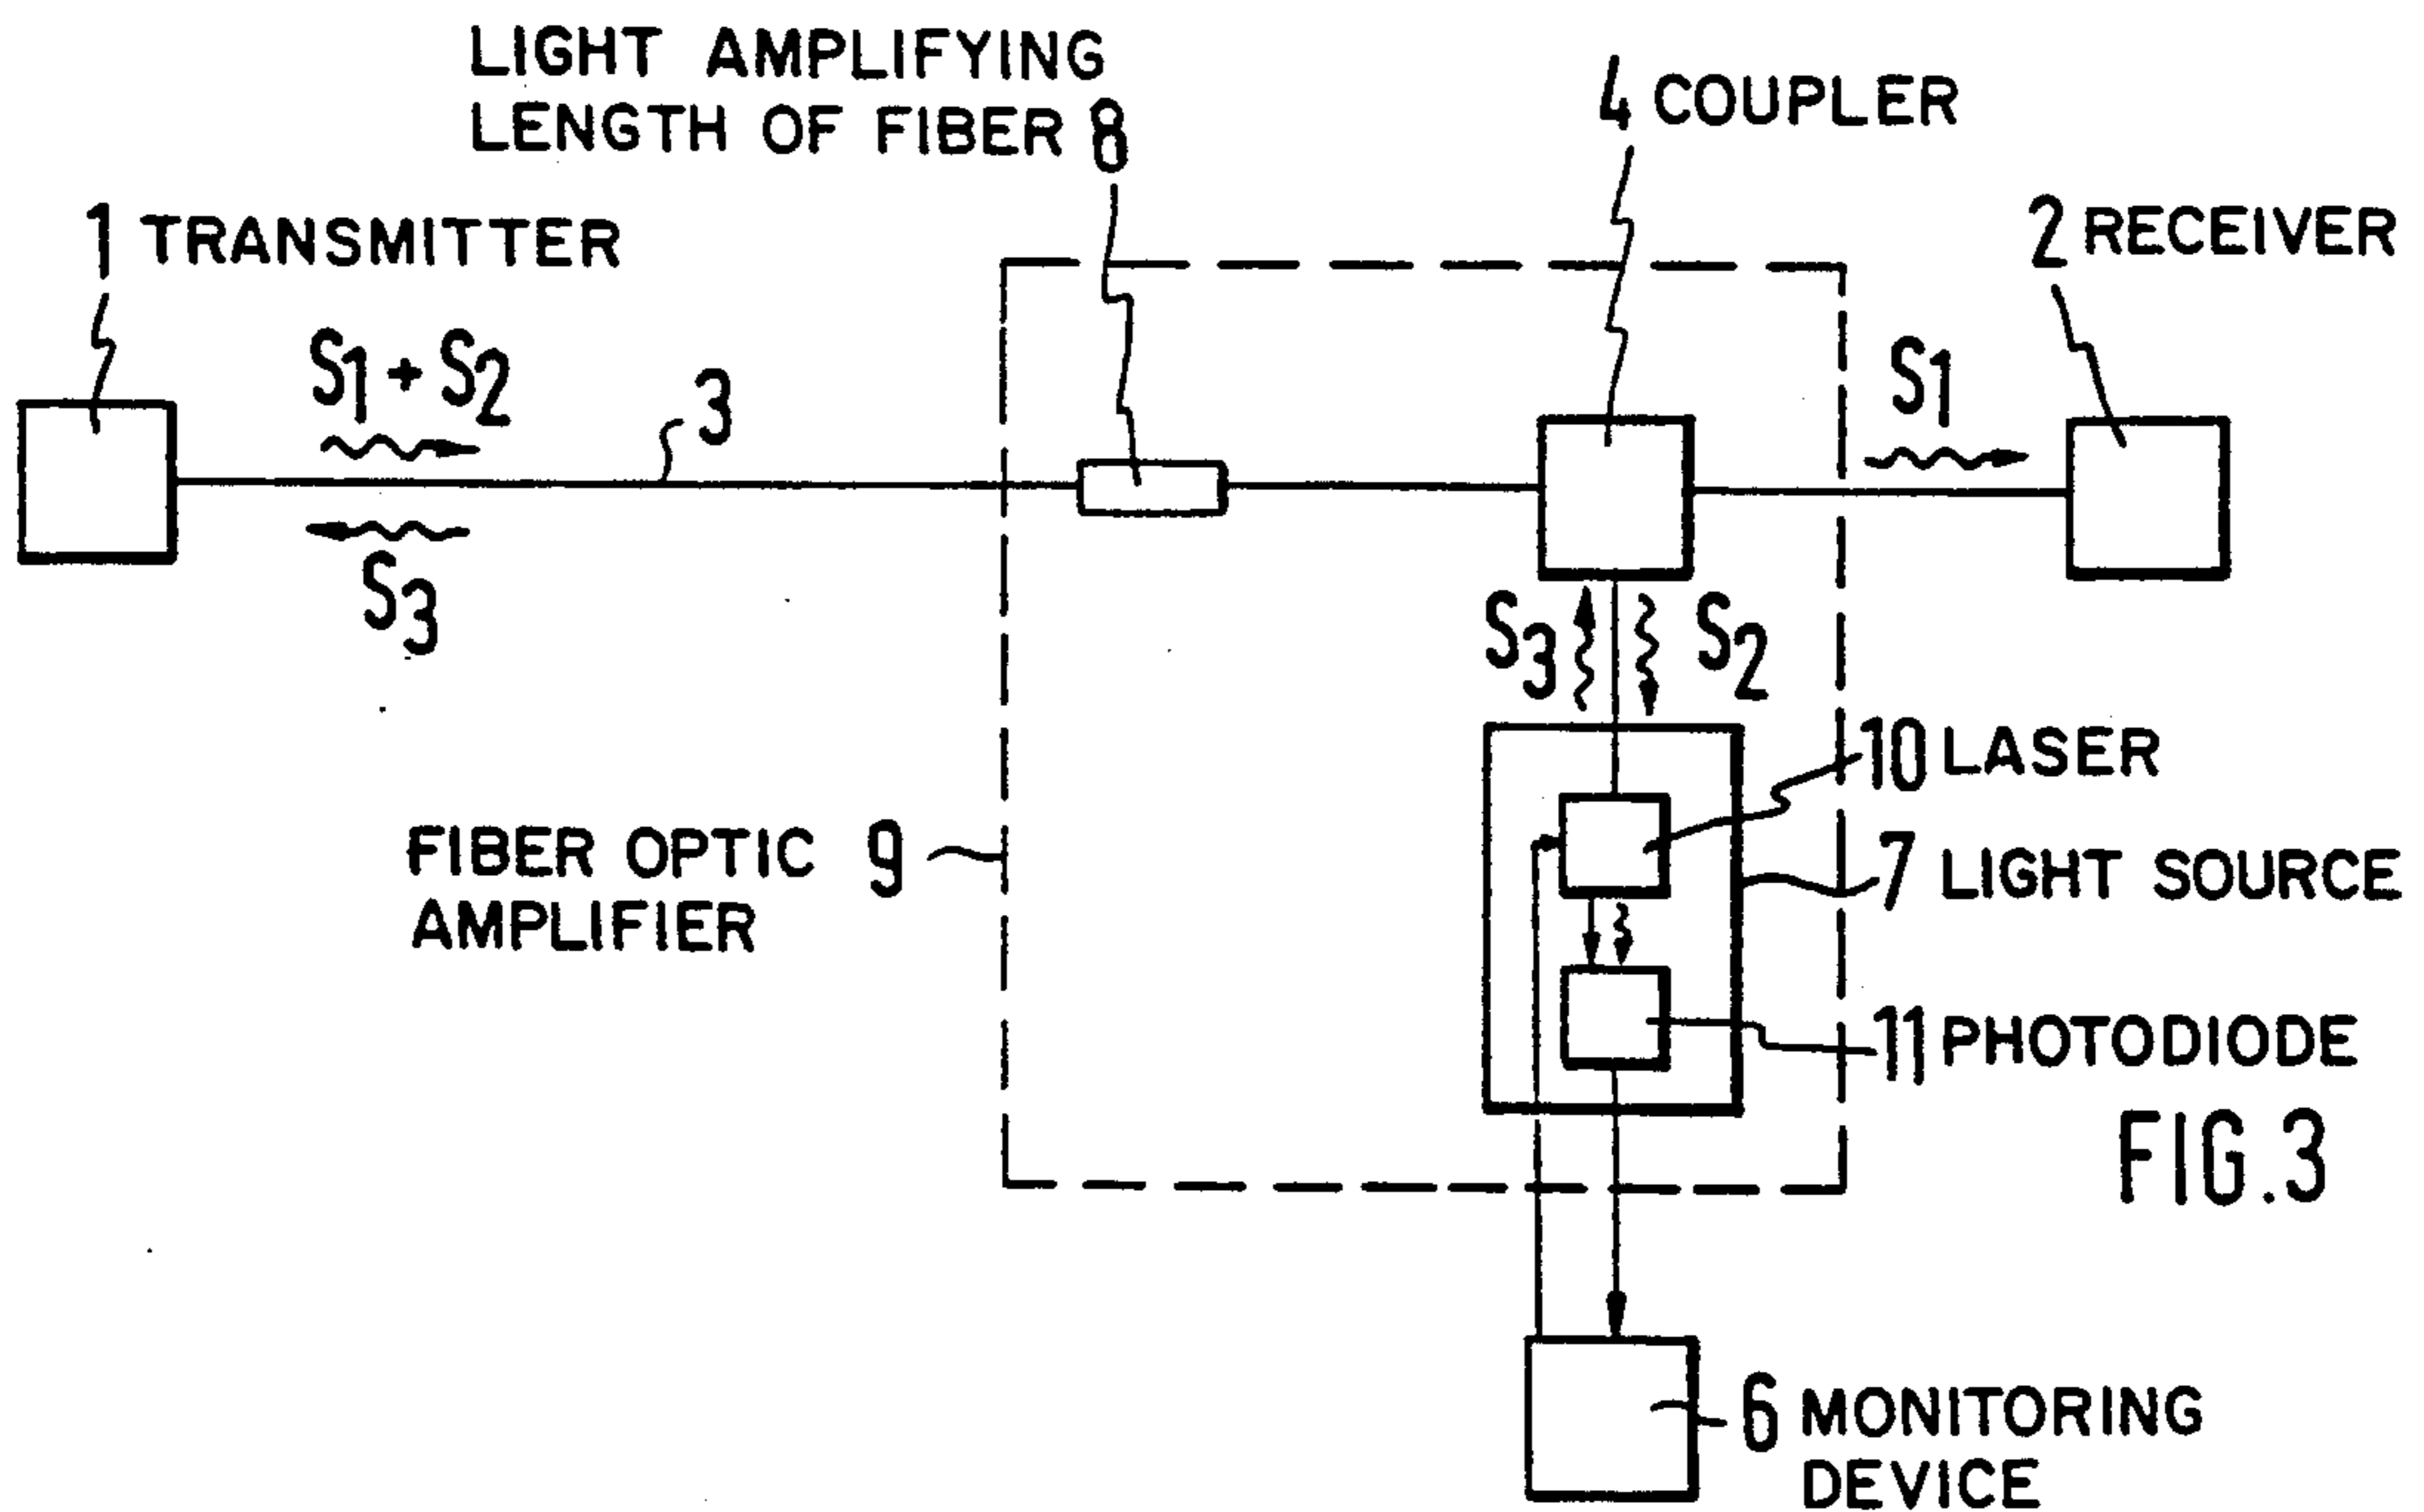 LIGHT AMPLIFYING
LENGTH OF FIBER 8
4 COUPLER
1 TRANSMITTER
2 RECEIVER
S1 + S2
3
S1
S3
S3
S2
10 LASER
FIBER OPTIC 9
AMPLIFIER
7 LIGHT SOURCE
11 PHOTODIODE
FIG.3
6 MONITORING
DEVICE